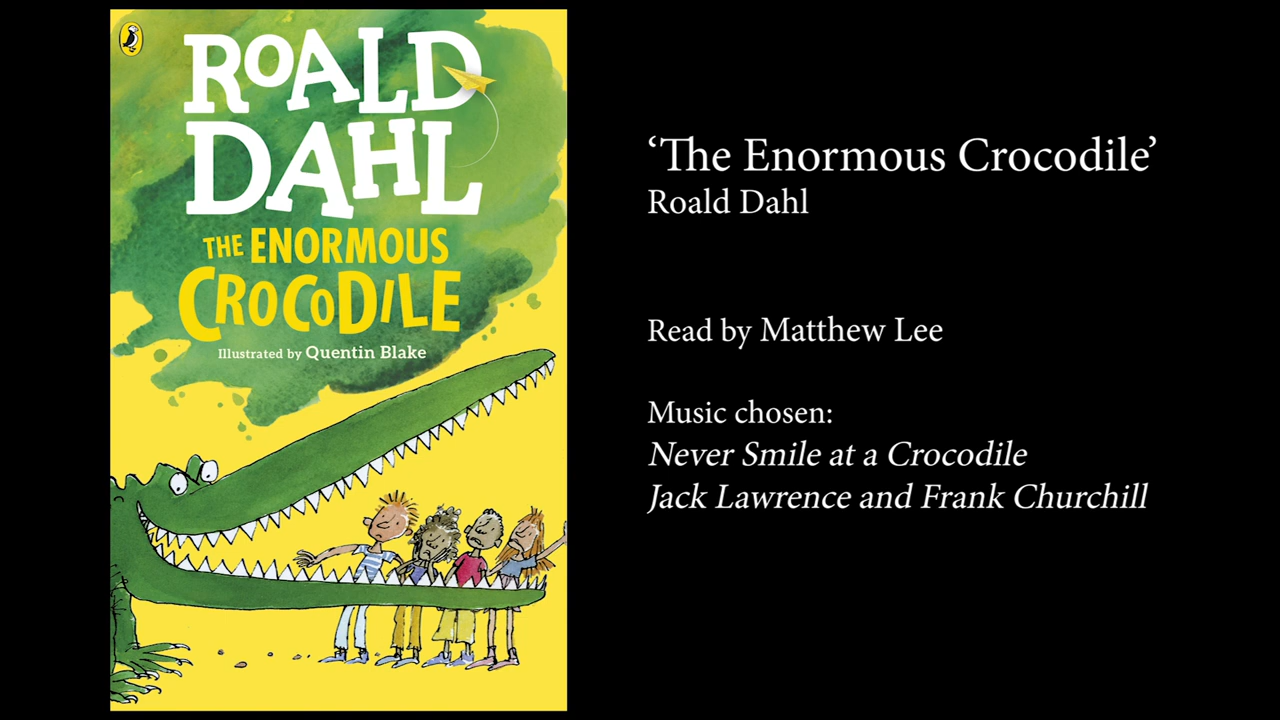 ROALD
DAHL
THE ENORMOUS
CROCODILE
Illustrated by Quentin Blake
‘The Enormous Crocodile’
Roald Dahl
Read by Matthew Lee
Music chosen:
Never Smile at a Crocodile
Jack Lawrence and Frank Churchill